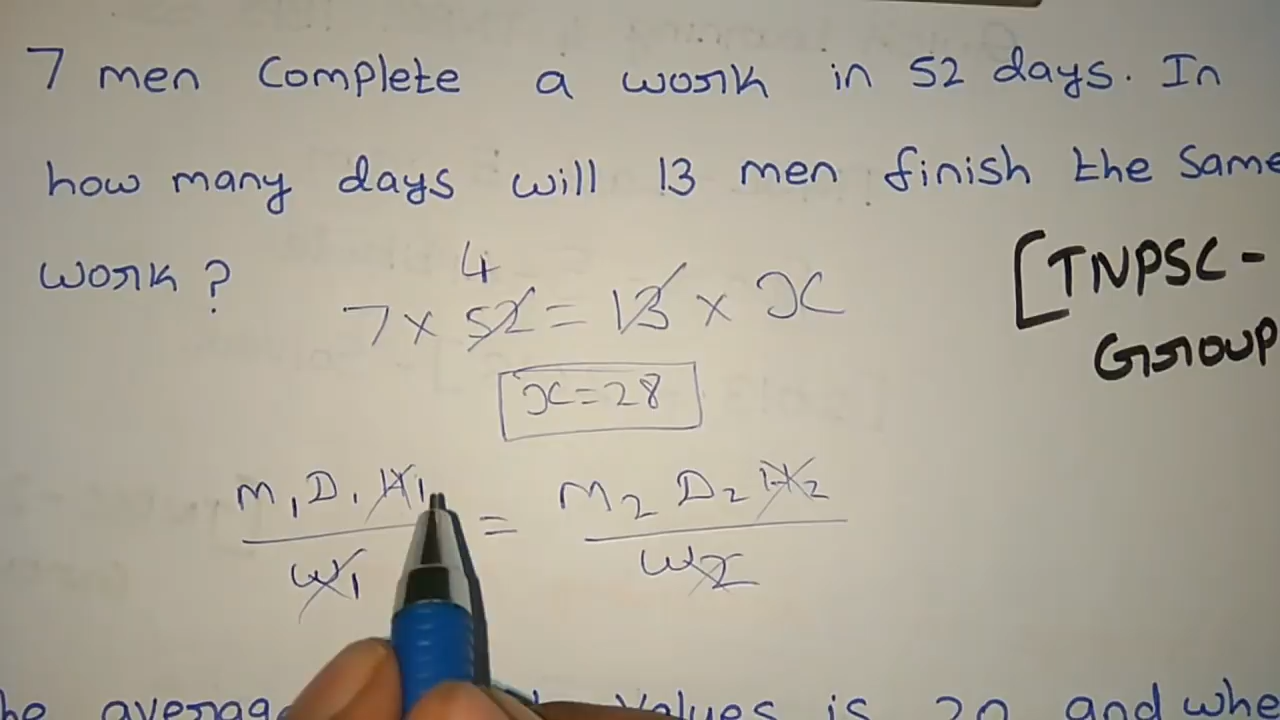 7 men Complete a work in 52 days. In
how many days will 13 men finish the Same
work?
[TNPSC-
Group
4
7 × 52 = 13 × x
x=28
M1 D1 H1 = M2 D2 H2
W1 W2
values is 20 and